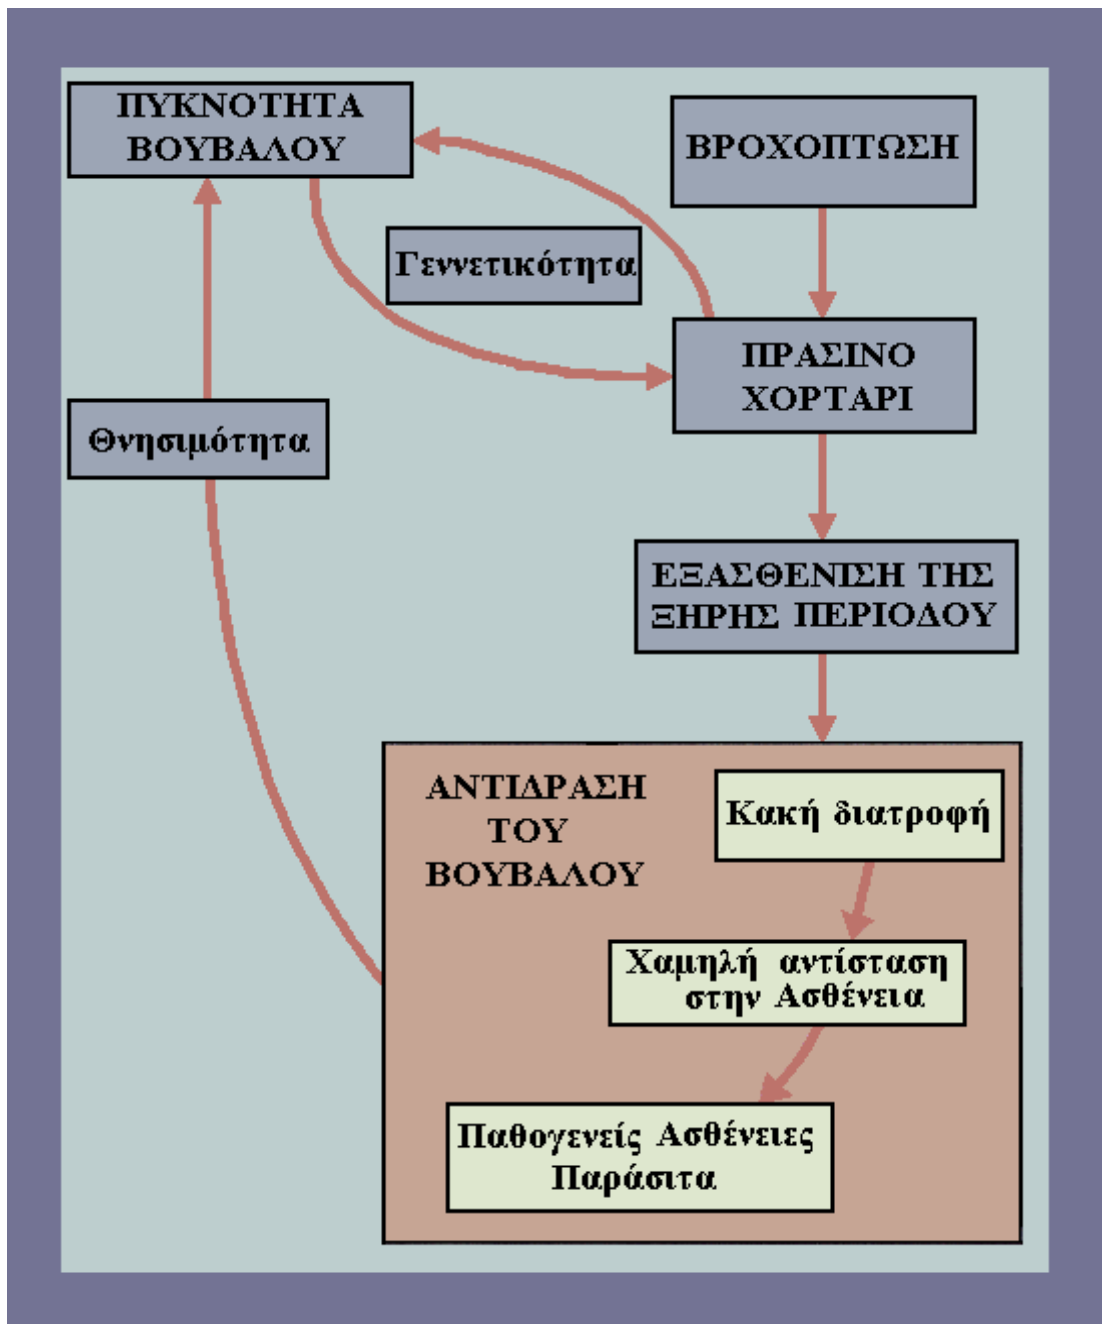 ΠΥΚΝΟΤΗΤΑ
ΒΟΥΒΑΛΟΥ
ΒΡΟΧΟΠΤΩΣΗ
Γεννετικότητα
ΠΡΑΣΙΝΟ
ΧΟΡΤΑΡΙ
Θνησιμότητα
ΕΞΑΣΘΕΝΙΣΗ ΤΗΣ
ΞΗΡΗΣ ΠΕΡΙΟΔΟΥ
ΑΝΤΙΔΡΑΣΗ
ΤΟΥ
ΒΟΥΒΑΛΟΥ
Κακή διατροφή
Χαμηλή αντίσταση
στην Ασθένεια
Παθογενείς Ασθένειες
Παράσιτα